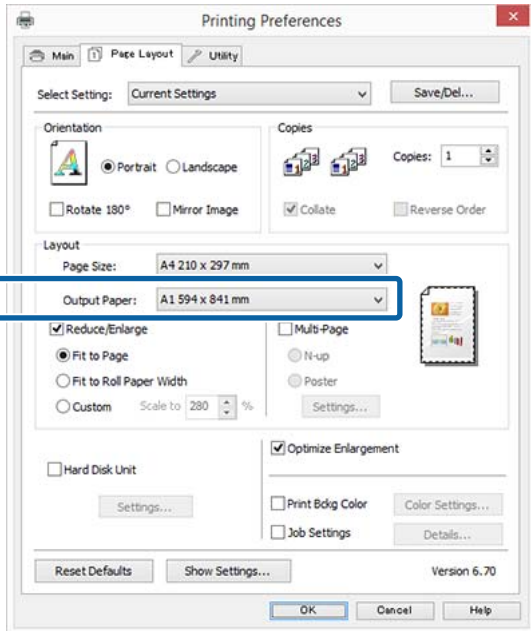 Printing Preferences
Main Page Layout Utility
Select Setting: Current Settings Save/Del...
Orientation
Portrait Landscape
Rotate 180° Mirror Image
Copies
Copies: 1
Collate Reverse Order
Layout
Page Size: A4 210 x 297 mm
Output Paper: A1 594 x 841 mm
Reduce/Enlarge
Fit to Page
Fit to Roll Paper Width
Custom Scale to 280 %
Multi-Page
N-up
Poster
Settings...
Optimize Enlargement
Hard Disk Unit
Settings...
Print Bckg Color Color Settings...
Job Settings Details...
Reset Defaults Show Settings... Version 6.70
OK Cancel Help